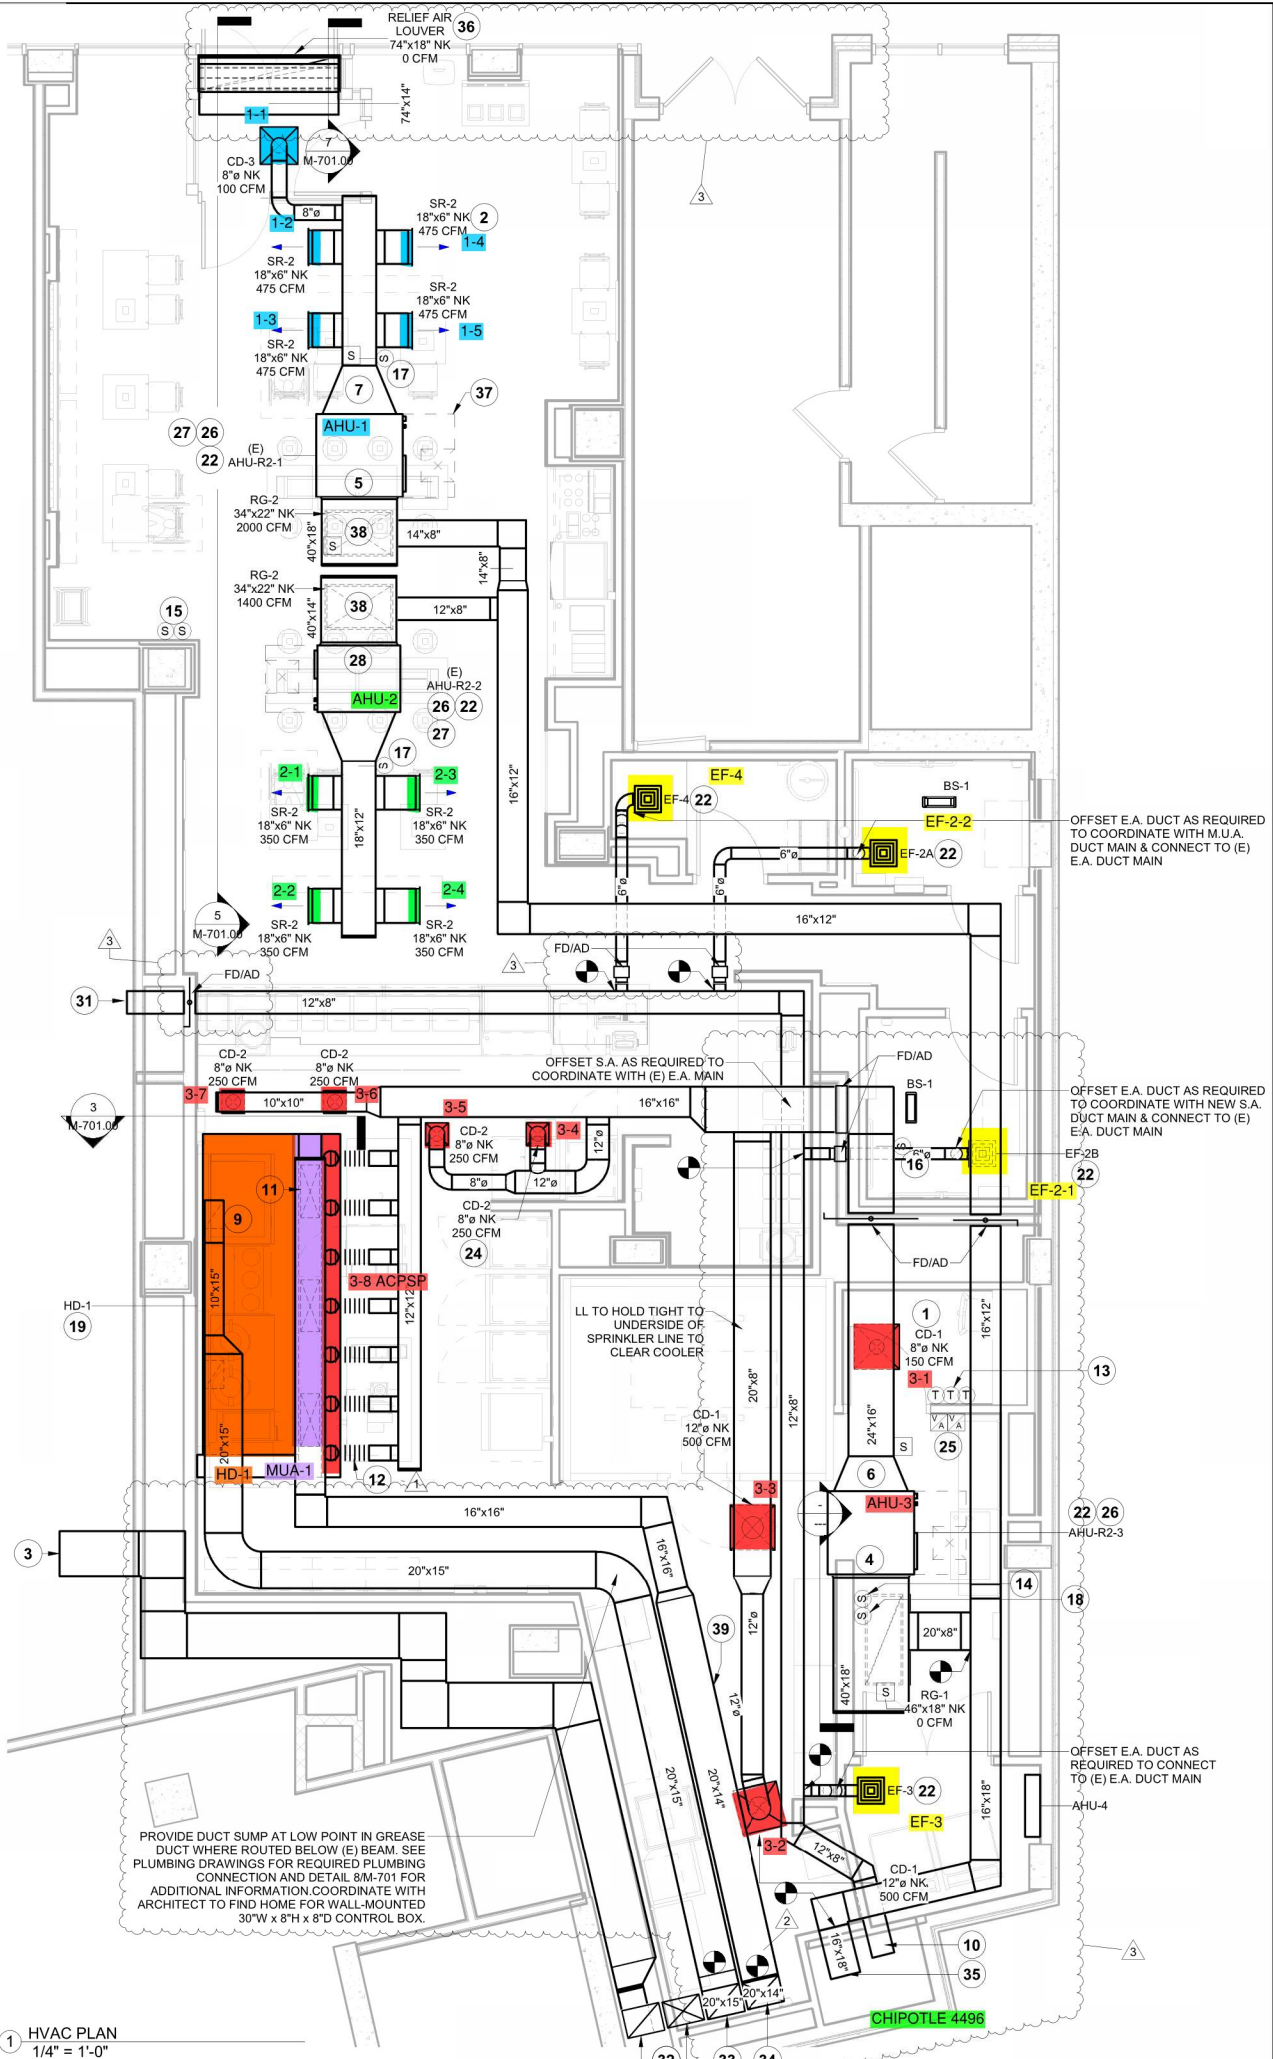 RELIEF AIR
LOUVER
74"x18" NK
0 CFM
36
74"x14"
1-1
7
M-701.00
CD-3
8"ø NK
100 CFM
3
8"ø
1-2
SR-2
18"x6" NK
475 CFM
2
1-4
SR-2
18"x6" NK
475 CFM
SR-2
18"x6" NK
475 CFM
1-3
1-5
SR-2
18"x6" NK
475 CFM
S
S
17
7
37
AHU-1
27
26
22
(E)
AHU-R2-1
5
RG-2
34"x22" NK
2000 CFM
40"x18"
38
S
14"x8"
14"x8"
RG-2
34"x22" NK
1400 CFM
40"x14"
38
12"x8"
15
S S
28
(E)
AHU-R2-2
AHU-2
26
22
27
17
S
2-1
2-3
16"x12"
EF-4
EF-4
22
BS-1
SR-2
18"x6" NK
350 CFM
18"x12"
SR-2
18"x6" NK
350 CFM
EF-2-2
OFFSET E.A. DUCT AS REQUIRED
TO COORDINATE WITH M.U.A.
DUCT MAIN & CONNECT TO (E)
E.A. DUCT MAIN
6"ø
EF-2A
22
6"ø
6"ø
2-2
2-4
5
M-701.00
SR-2
18"x6" NK
350 CFM
SR-2
18"x6" NK
350 CFM
16"x12"
3
FD/AD
FD/AD
3
31
12"x8"
OFFSET S.A. AS REQUIRED TO
COORDINATE WITH (E) E.A. MAIN
FD/AD
CD-2
8"ø NK
250 CFM
CD-2
8"ø NK
250 CFM
3-7
3-6
10"x10"
16"x16"
BS-1
OFFSET E.A. DUCT AS REQUIRED
TO COORDINATE WITH NEW S.A.
DUCT MAIN & CONNECT TO (E)
E.A. DUCT MAIN
3
M-701.00
3-5
CD-2
8"ø NK
250 CFM
3-4
12"ø
S
6"ø
16
EF-2B
22
EF-2-1
11
8"ø
12"ø
9
CD-2
8"ø NK
250 CFM
24
FD/AD
10"x15"
3-8 ACPSP
12"x12"
HD-1
19
LL TO HOLD TIGHT TO
UNDERSIDE OF
SPRINKLER LINE TO
CLEAR COOLER
1
CD-1
8"ø NK
150 CFM
3-1
16"x12"
13
T T T
V A
V A
25
20"x8"
12"x8"
24"x16"
CD-1
12"ø NK
500 CFM
S
20"x15"
HD-1
MUA-1
12
1
6
3-3
AHU-3
22
26
AHU-R2-3
16"x16"
16"x16"
3
20"x15"
4
14
18
S
S
39
12"ø
20"x8"
40"x18"
S
RG-1
46"x18" NK
0 CFM
12"ø
OFFSET E.A. DUCT AS
REQUIRED TO CONNECT
TO (E) E.A. DUCT MAIN
20"x15"
20"x14"
EF-3
22
16"x18"
AHU-4
EF-3
PROVIDE DUCT SUMP AT LOW POINT IN GREASE
DUCT WHERE ROUTED BELOW (E) BEAM. SEE
PLUMBING DRAWINGS FOR REQUIRED PLUMBING
CONNECTION AND DETAIL 8/M-701 FOR
ADDITIONAL INFORMATION.COORDINATE WITH
ARCHITECT TO FIND HOME FOR WALL-MOUNTED
30"W x 8"H x 8"D CONTROL BOX.
3-2
12"x8"
CD-1
12"ø NK
500 CFM
2
16"x18"
10
35
3
20"x15"
20"x14"
CHIPOTLE 4496
1
HVAC PLAN
1/4" = 1'-0"
32
33
34